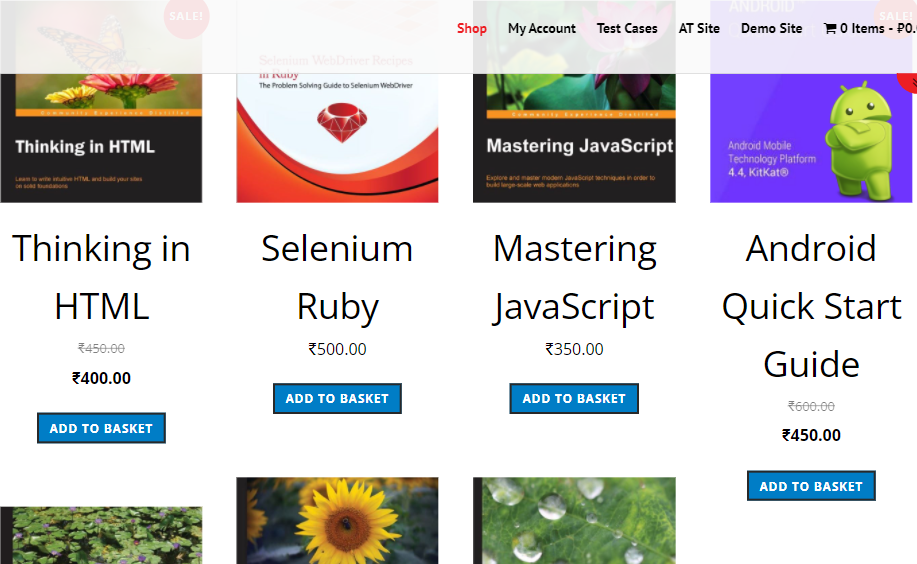 SALE!
ANDROID
SALE!
Shop
My Account
Test Cases
AT Site
Demo Site
0 Items - ₹0.
Selenium WebDriver Recipes
in Ruby
The Problem Solving Guide to Selenium WebDriver
Community Experience Distilled
Thinking in HTML
Learn to write intuitive HTML and build your sites
on solid foundations
Community Experience Distilled
Mastering JavaScript
Explore and master modern JavaScript techniques in order to
build large-scale web applications
Android Mobile
Technology Platform
4.4, KitKat®
Thinking in
HTML
₹450.00
₹400.00
ADD TO BASKET
Selenium
Ruby
₹500.00
ADD TO BASKET
Mastering
JavaScript
₹350.00
ADD TO BASKET
Android
Quick Start
Guide
₹600.00
₹450.00
ADD TO BASKET